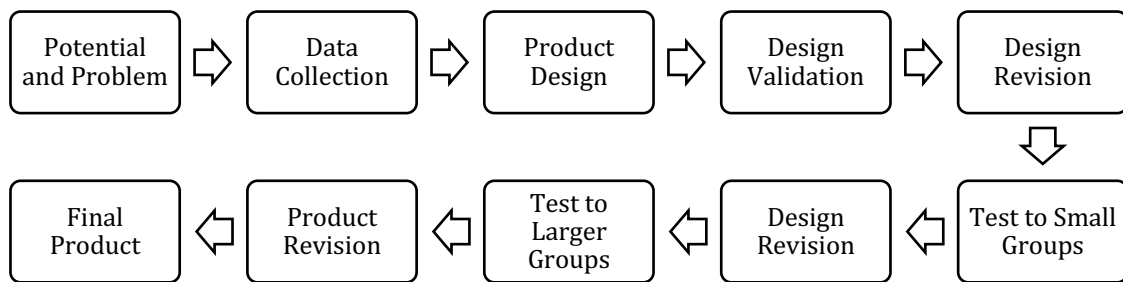 Potential
and Problem
Data
Collection
Product
Design
Design
Validation
Design
Revision
Test to Small
Groups
Design
Revision
Test to
Larger
Groups
Product
Revision
Final
Product